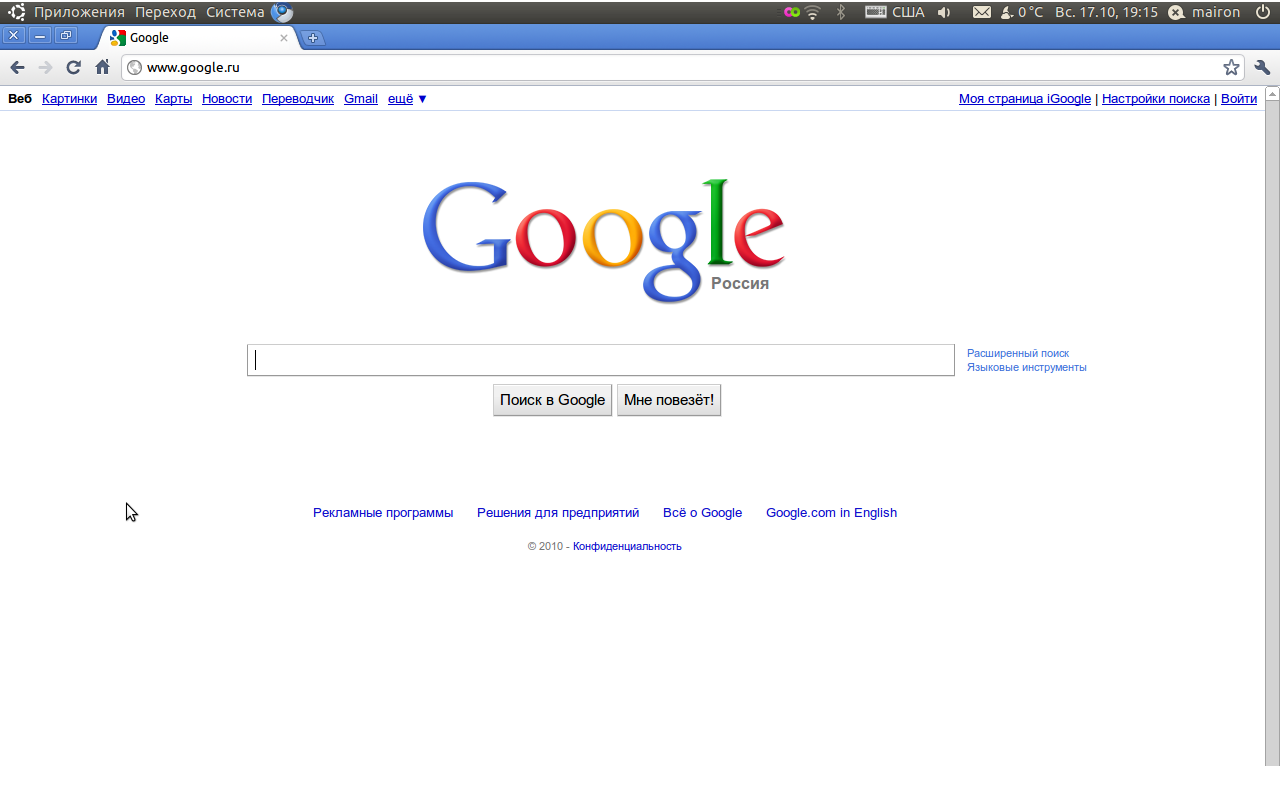 Приложения Переход Система США 0 °C Вс. 17.10, 19:15 mairon
Google
www.google.ru
Веб Картинки Видео Карты Новости Переводчик Gmail ещё ▼ Моя страница iGoogle | Настройки поиска | Войти
Google
Россия
Расширенный поиск
Языковые инструменты
Поиск в Google Мне повезёт!
Рекламные программы Решения для предприятий Всё о Google Google.com in English
© 2010 - Конфиденциальность